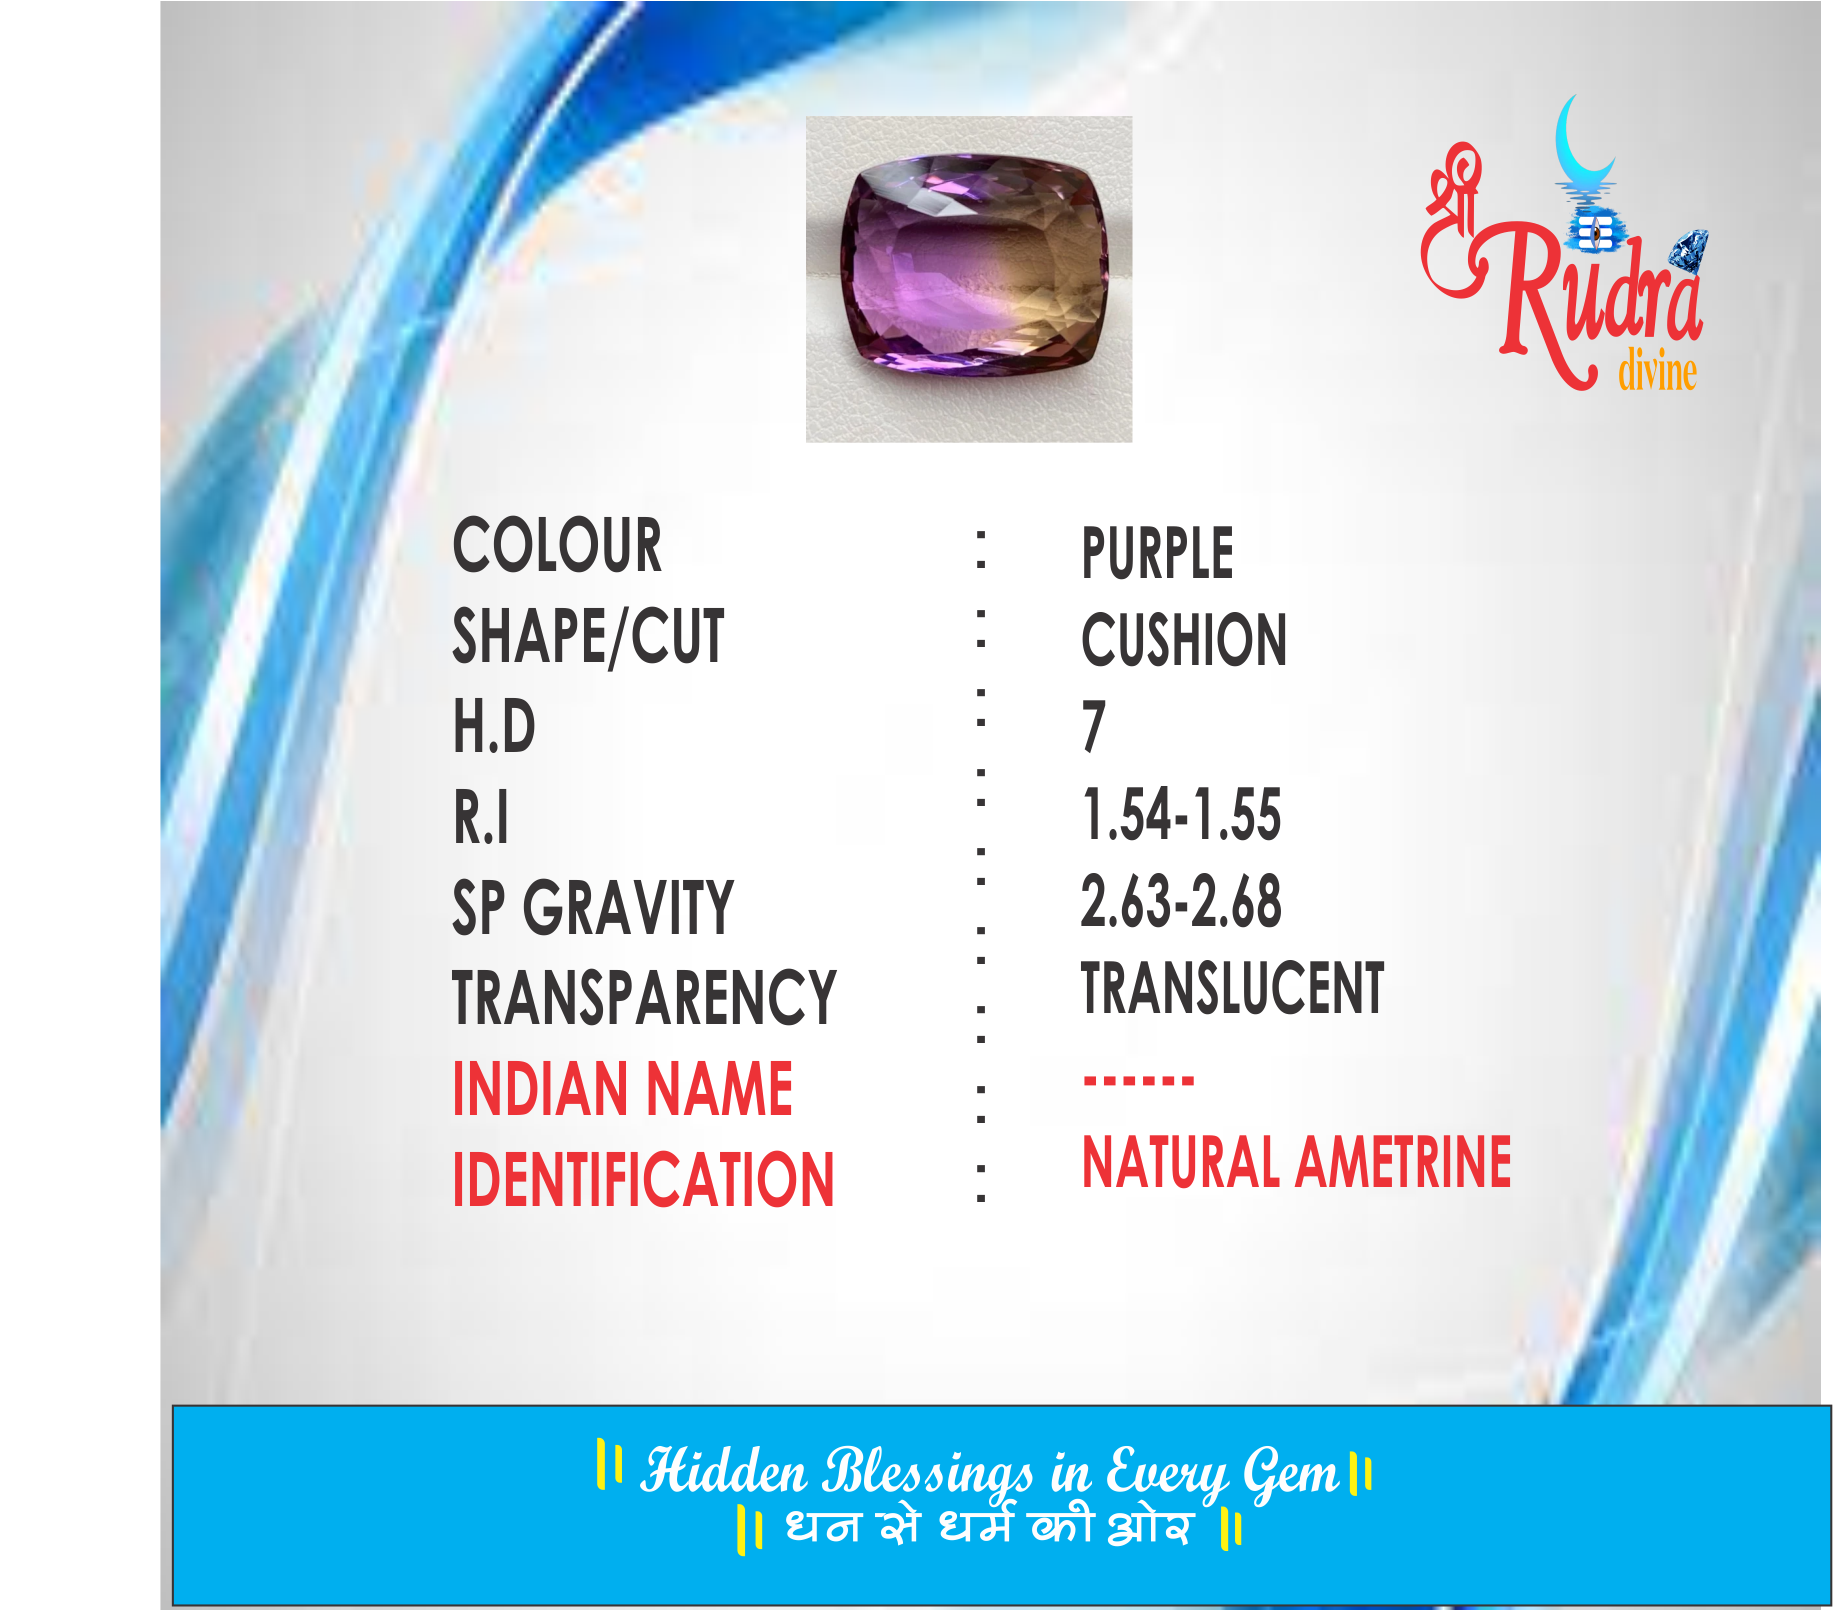 श्री Rudra
divine
COLOUR : PURPLE
SHAPE/CUT : CUSHION
H.D : 7
R.I : 1.54-1.55
SP GRAVITY : 2.63-2.68
TRANSPARENCY : TRANSLUCENT
INDIAN NAME : ------
IDENTIFICATION : NATURAL AMETRINE
|| Hidden Blessings in Every Gem ||
|| धन से धर्म की ओर ||